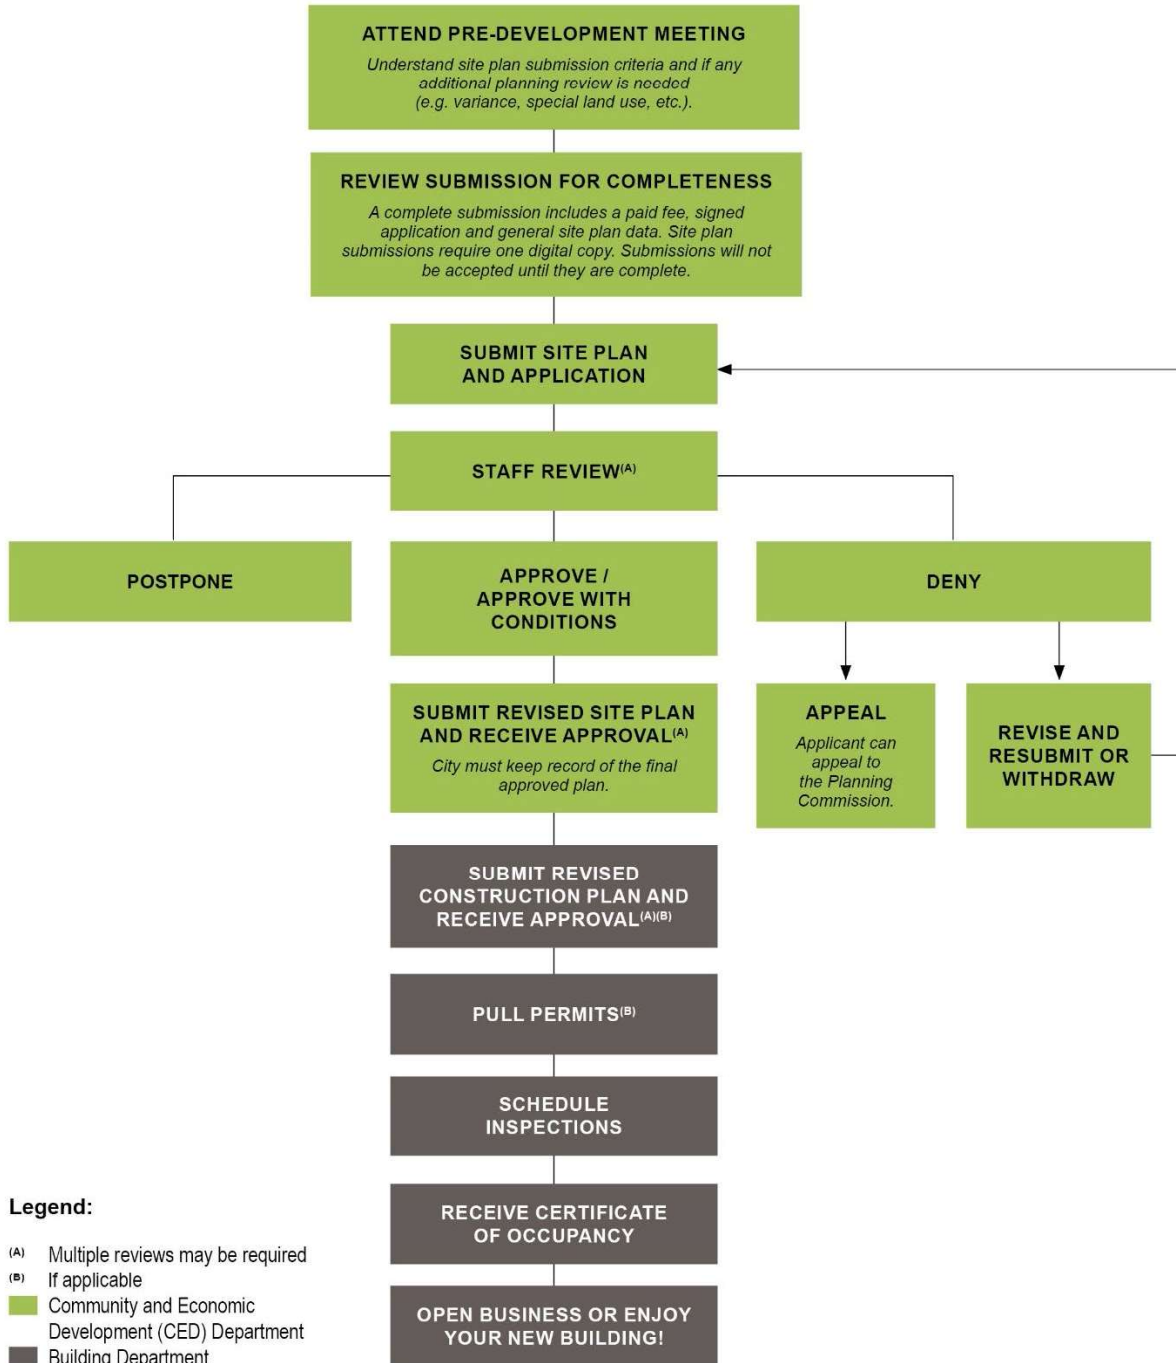 ATTEND PRE-DEVELOPMENT MEETING
Understand site plan submission criteria and if any
additional planning review is needed
(e.g. variance, special land use, etc.).
REVIEW SUBMISSION FOR COMPLETENESS
A complete submission includes a paid fee, signed
application and general site plan data. Site plan
submissions require one digital copy. Submissions will not
be accepted until they are complete.
SUBMIT SITE PLAN
AND APPLICATION
STAFF REVIEW(A)
POSTPONE
APPROVE /
APPROVE WITH
CONDITIONS
DENY
SUBMIT REVISED SITE PLAN
AND RECEIVE APPROVAL(A)
City must keep record of the final
approved plan.
APPEAL
Applicant can
appeal to
the Planning
Commission.
REVISE AND
RESUBMIT OR
WITHDRAW
SUBMIT REVISED
CONSTRUCTION PLAN AND
RECEIVE APPROVAL(A)(B)
PULL PERMITS(B)
SCHEDULE
INSPECTIONS
RECEIVE CERTIFICATE
OF OCCUPANCY
OPEN BUSINESS OR ENJOY
YOUR NEW BUILDING!
Legend:
(A) Multiple reviews may be required
(B) If applicable
Community and Economic
Development (CED) Department
Building Department